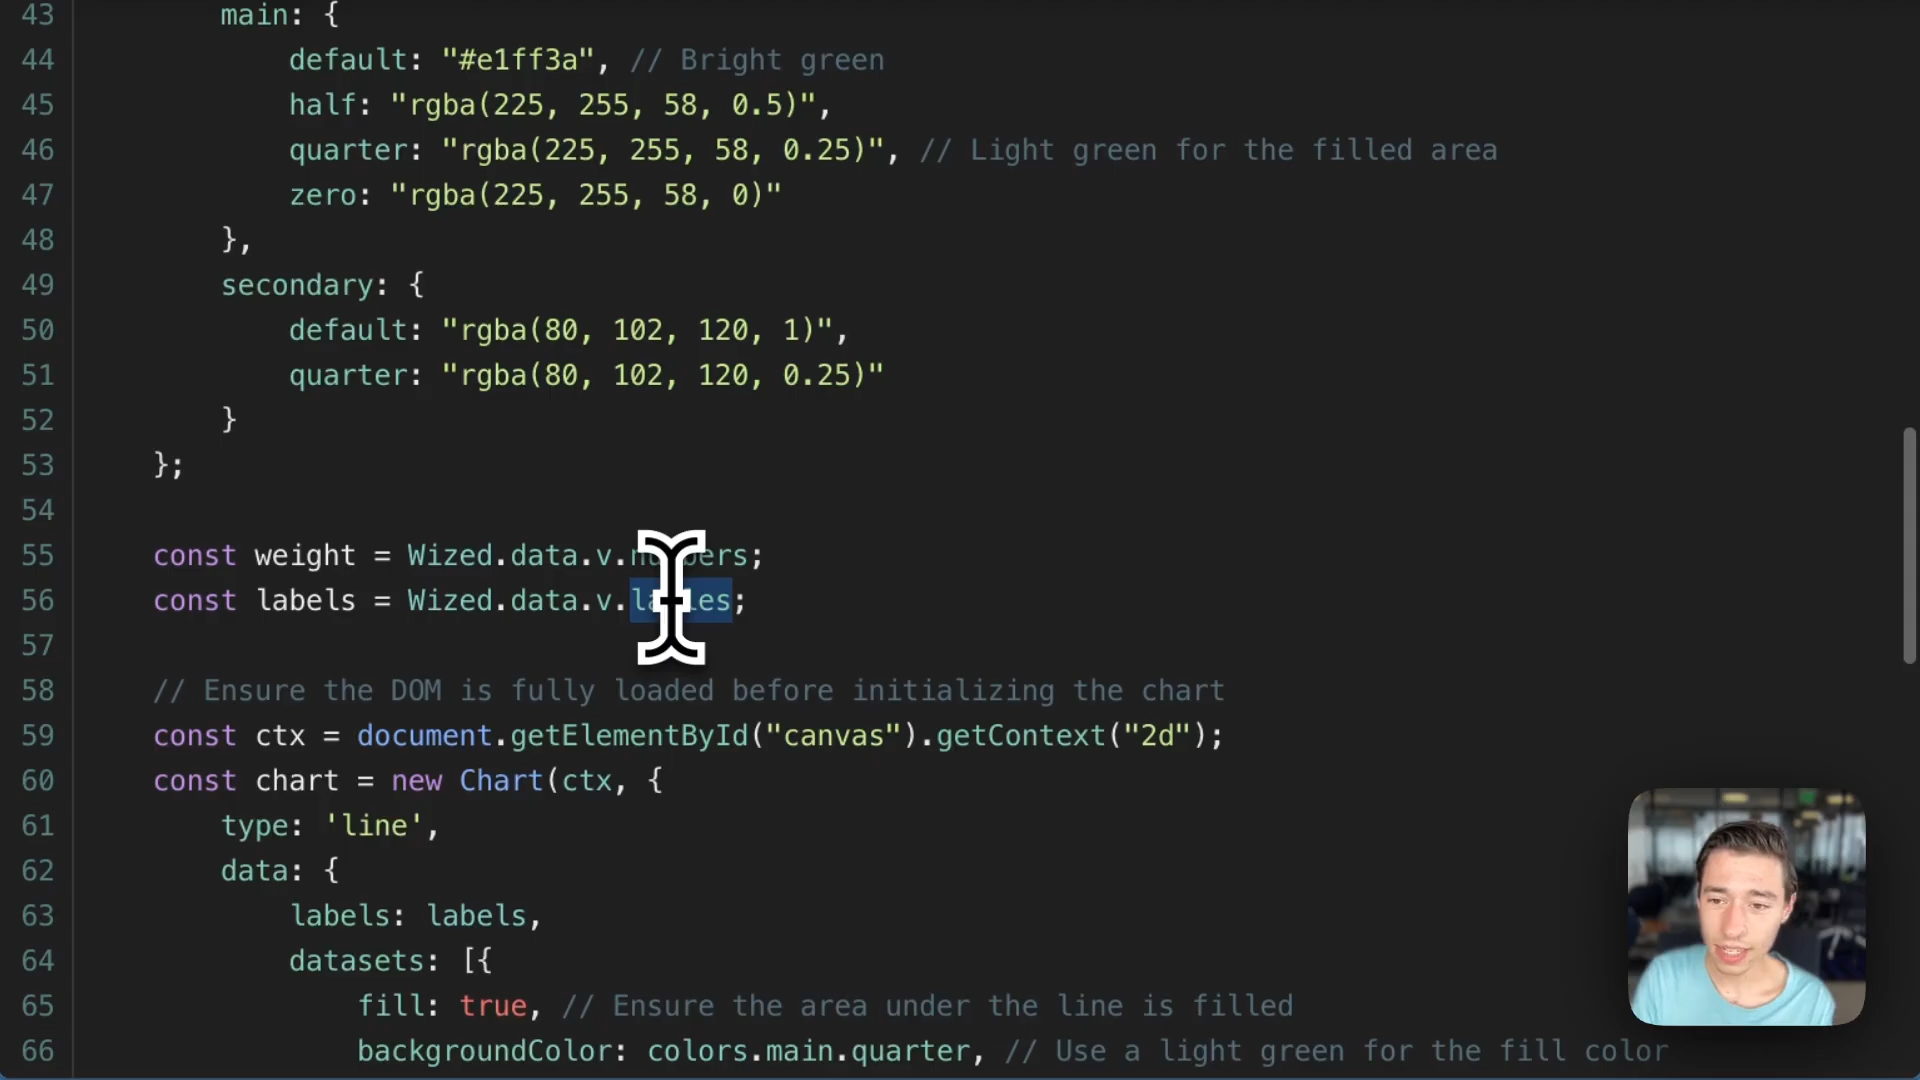 43 main: {
44 default: "#e1ff3a", // Bright green
45 half: "rgba(225, 255, 58, 0.5)",
46 quarter: "rgba(225, 255, 58, 0.25)", // Light green for the filled area
47 zero: "rgba(225, 255, 58, 0)"
48 },
49 secondary: {
50 default: "rgba(80, 102, 120, 1)",
51 quarter: "rgba(80, 102, 120, 0.25)"
52 }
53 };
54
55 const weight = Wized.data.v.numbers;
56 const labels = Wized.data.v.
57
58 // Ensure the DOM is fully loaded before initializing the chart
59 const ctx = document.getElementById("canvas").getContext("2d");
60 const chart = new Chart(ctx, {
61 type: 'line',
62 data: {
63 labels: labels,
64 datasets: [{
65 fill: true, // Ensure the area under the line is filled
66 backgroundColor: colors.main.quarter, // Use a light green for the fill color